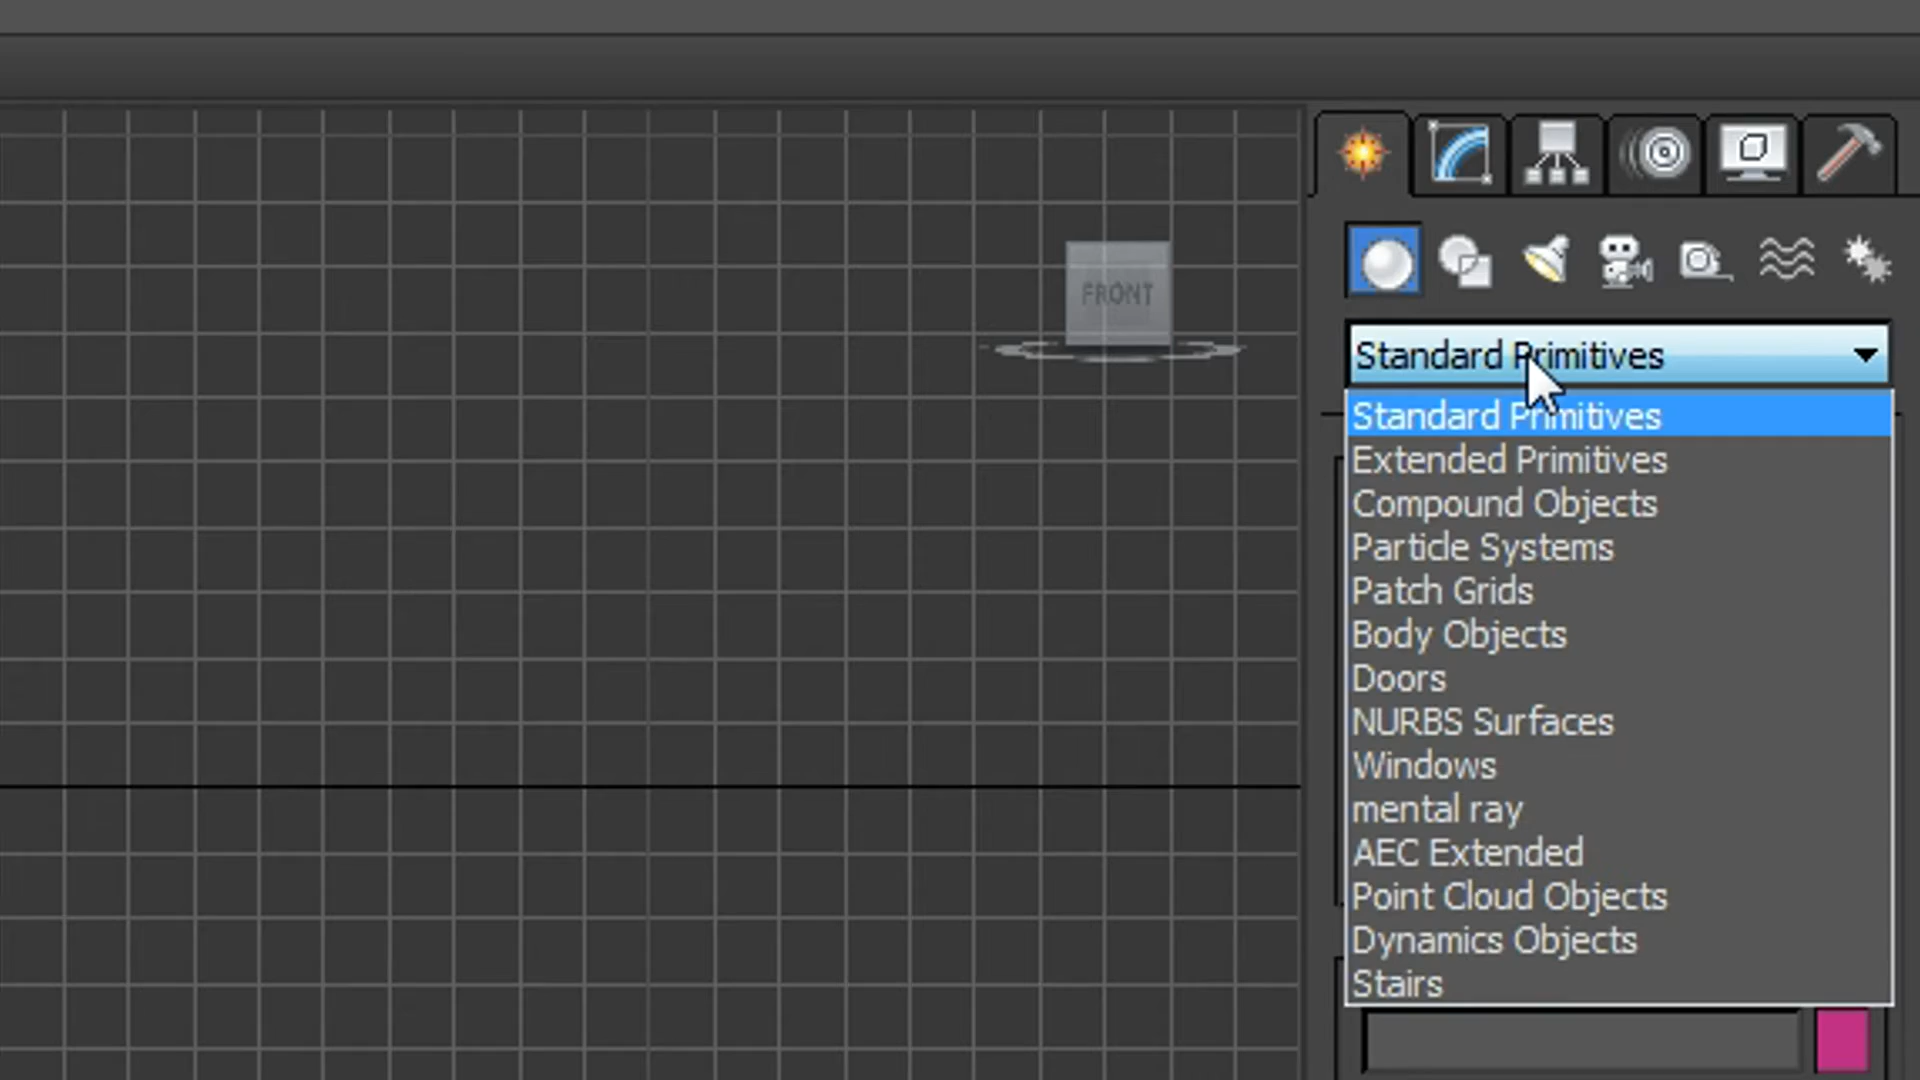 FRONT
Standard Primitives
Standard Primitives
Extended Primitives
Compound Objects
Particle Systems
Patch Grids
Body Objects
Doors
NURBS Surfaces
Windows
mental ray
AEC Extended
Point Cloud Objects
Dynamics Objects
Stairs